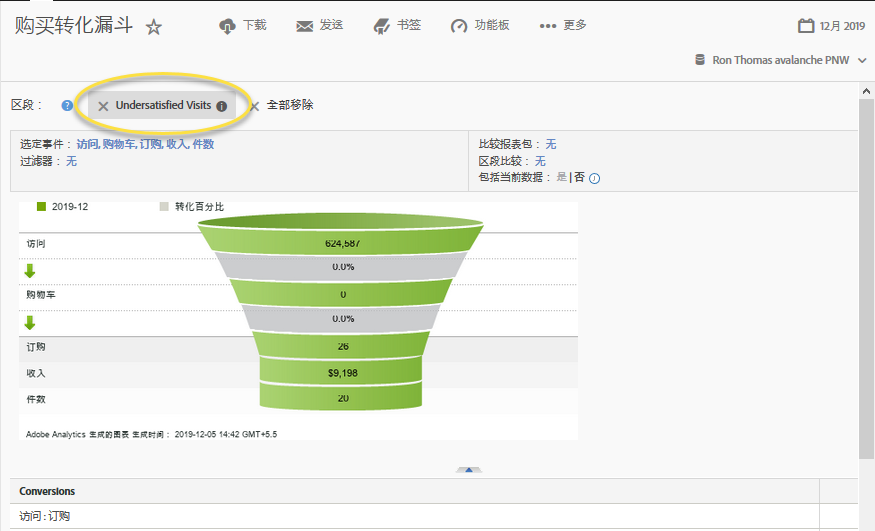 购买转化漏斗
下载 发送 书签 功能板 更多
12月 2019
Ron Thomas avalanche PNW
区段： Undersatisfied Visits 全部移除
选定事件： 访问, 购物车, 订购, 收入, 件数
过滤器： 无
比较报表包： 无
区段比较： 无
包括当前数据： 是 | 否
2019-12 转化百分比
访问 624,587
0.0%
购物车 0
0.0%
订购 26
收入 $9,198
件数 20
Adobe Analytics 生成的图表 生成时间： 2019-12-05 14:42 GMT+5.5
Conversions
访问 : 订购